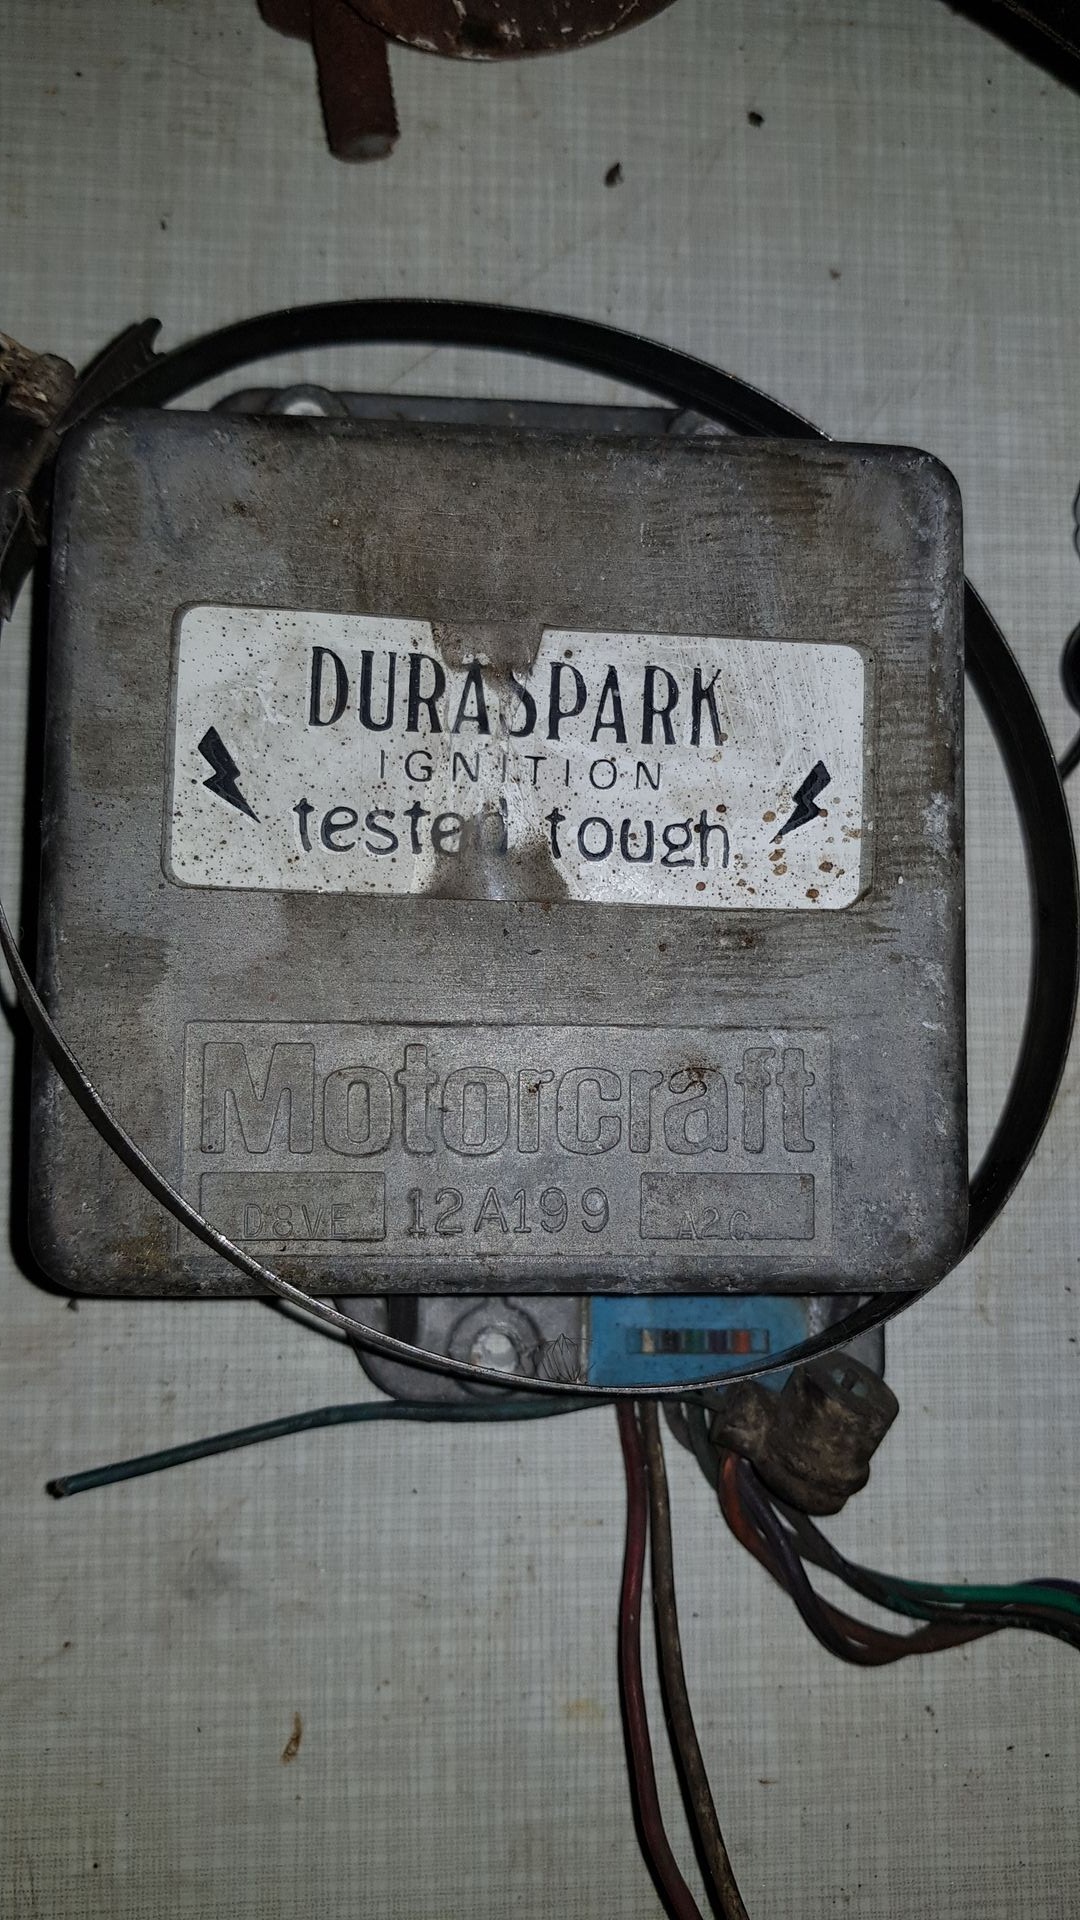 DURASPARK
IGNITION
tested tough
Motorcraft
D8VE 12A199 A2C